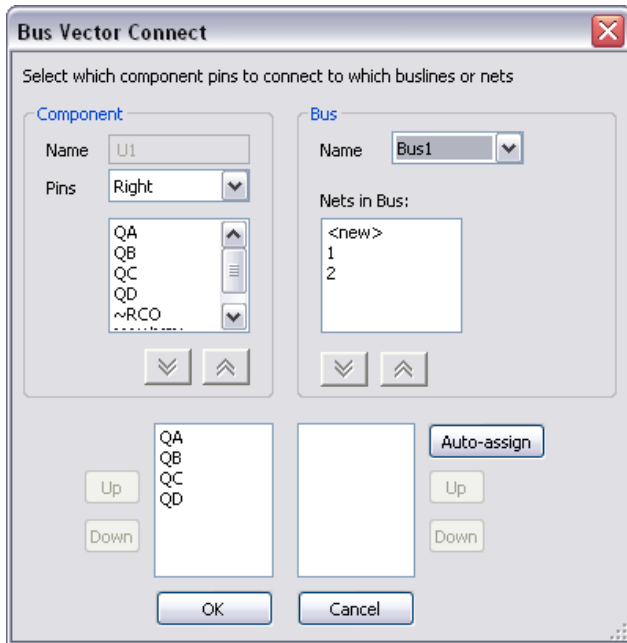 Bus Vector Connect
Select which component pins to connect to which buslines or nets
Component
Name U1
Pins Right
QA
QB
QC
QD
~RCO
Bus
Name Bus1
Nets in Bus:
<new>
1
2
QA
QB
QC
QD
Up
Down
Auto-assign
Up
Down
OK
Cancel